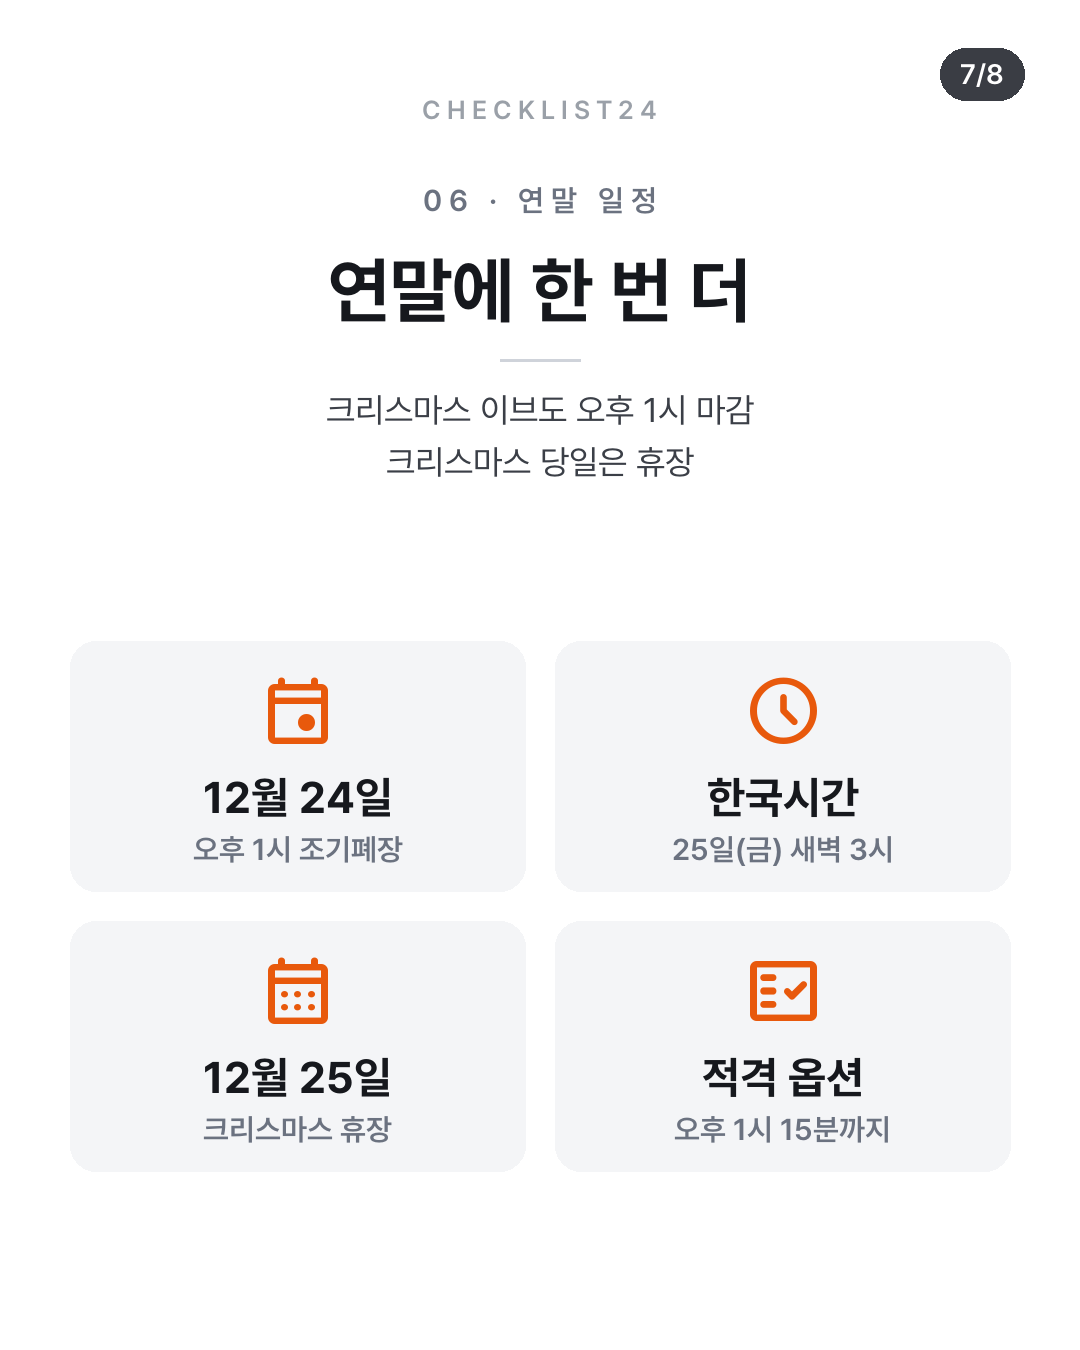 7/8
CHECKLIST24
06 · 연말 일정
연말에 한 번 더
크리스마스 이브도 오후 1시 마감
크리스마스 당일은 휴장
12월 24일
오후 1시 조기폐장
한국시간
25일(금) 새벽 3시
12월 25일
크리스마스 휴장
적격 옵션
오후 1시 15분까지